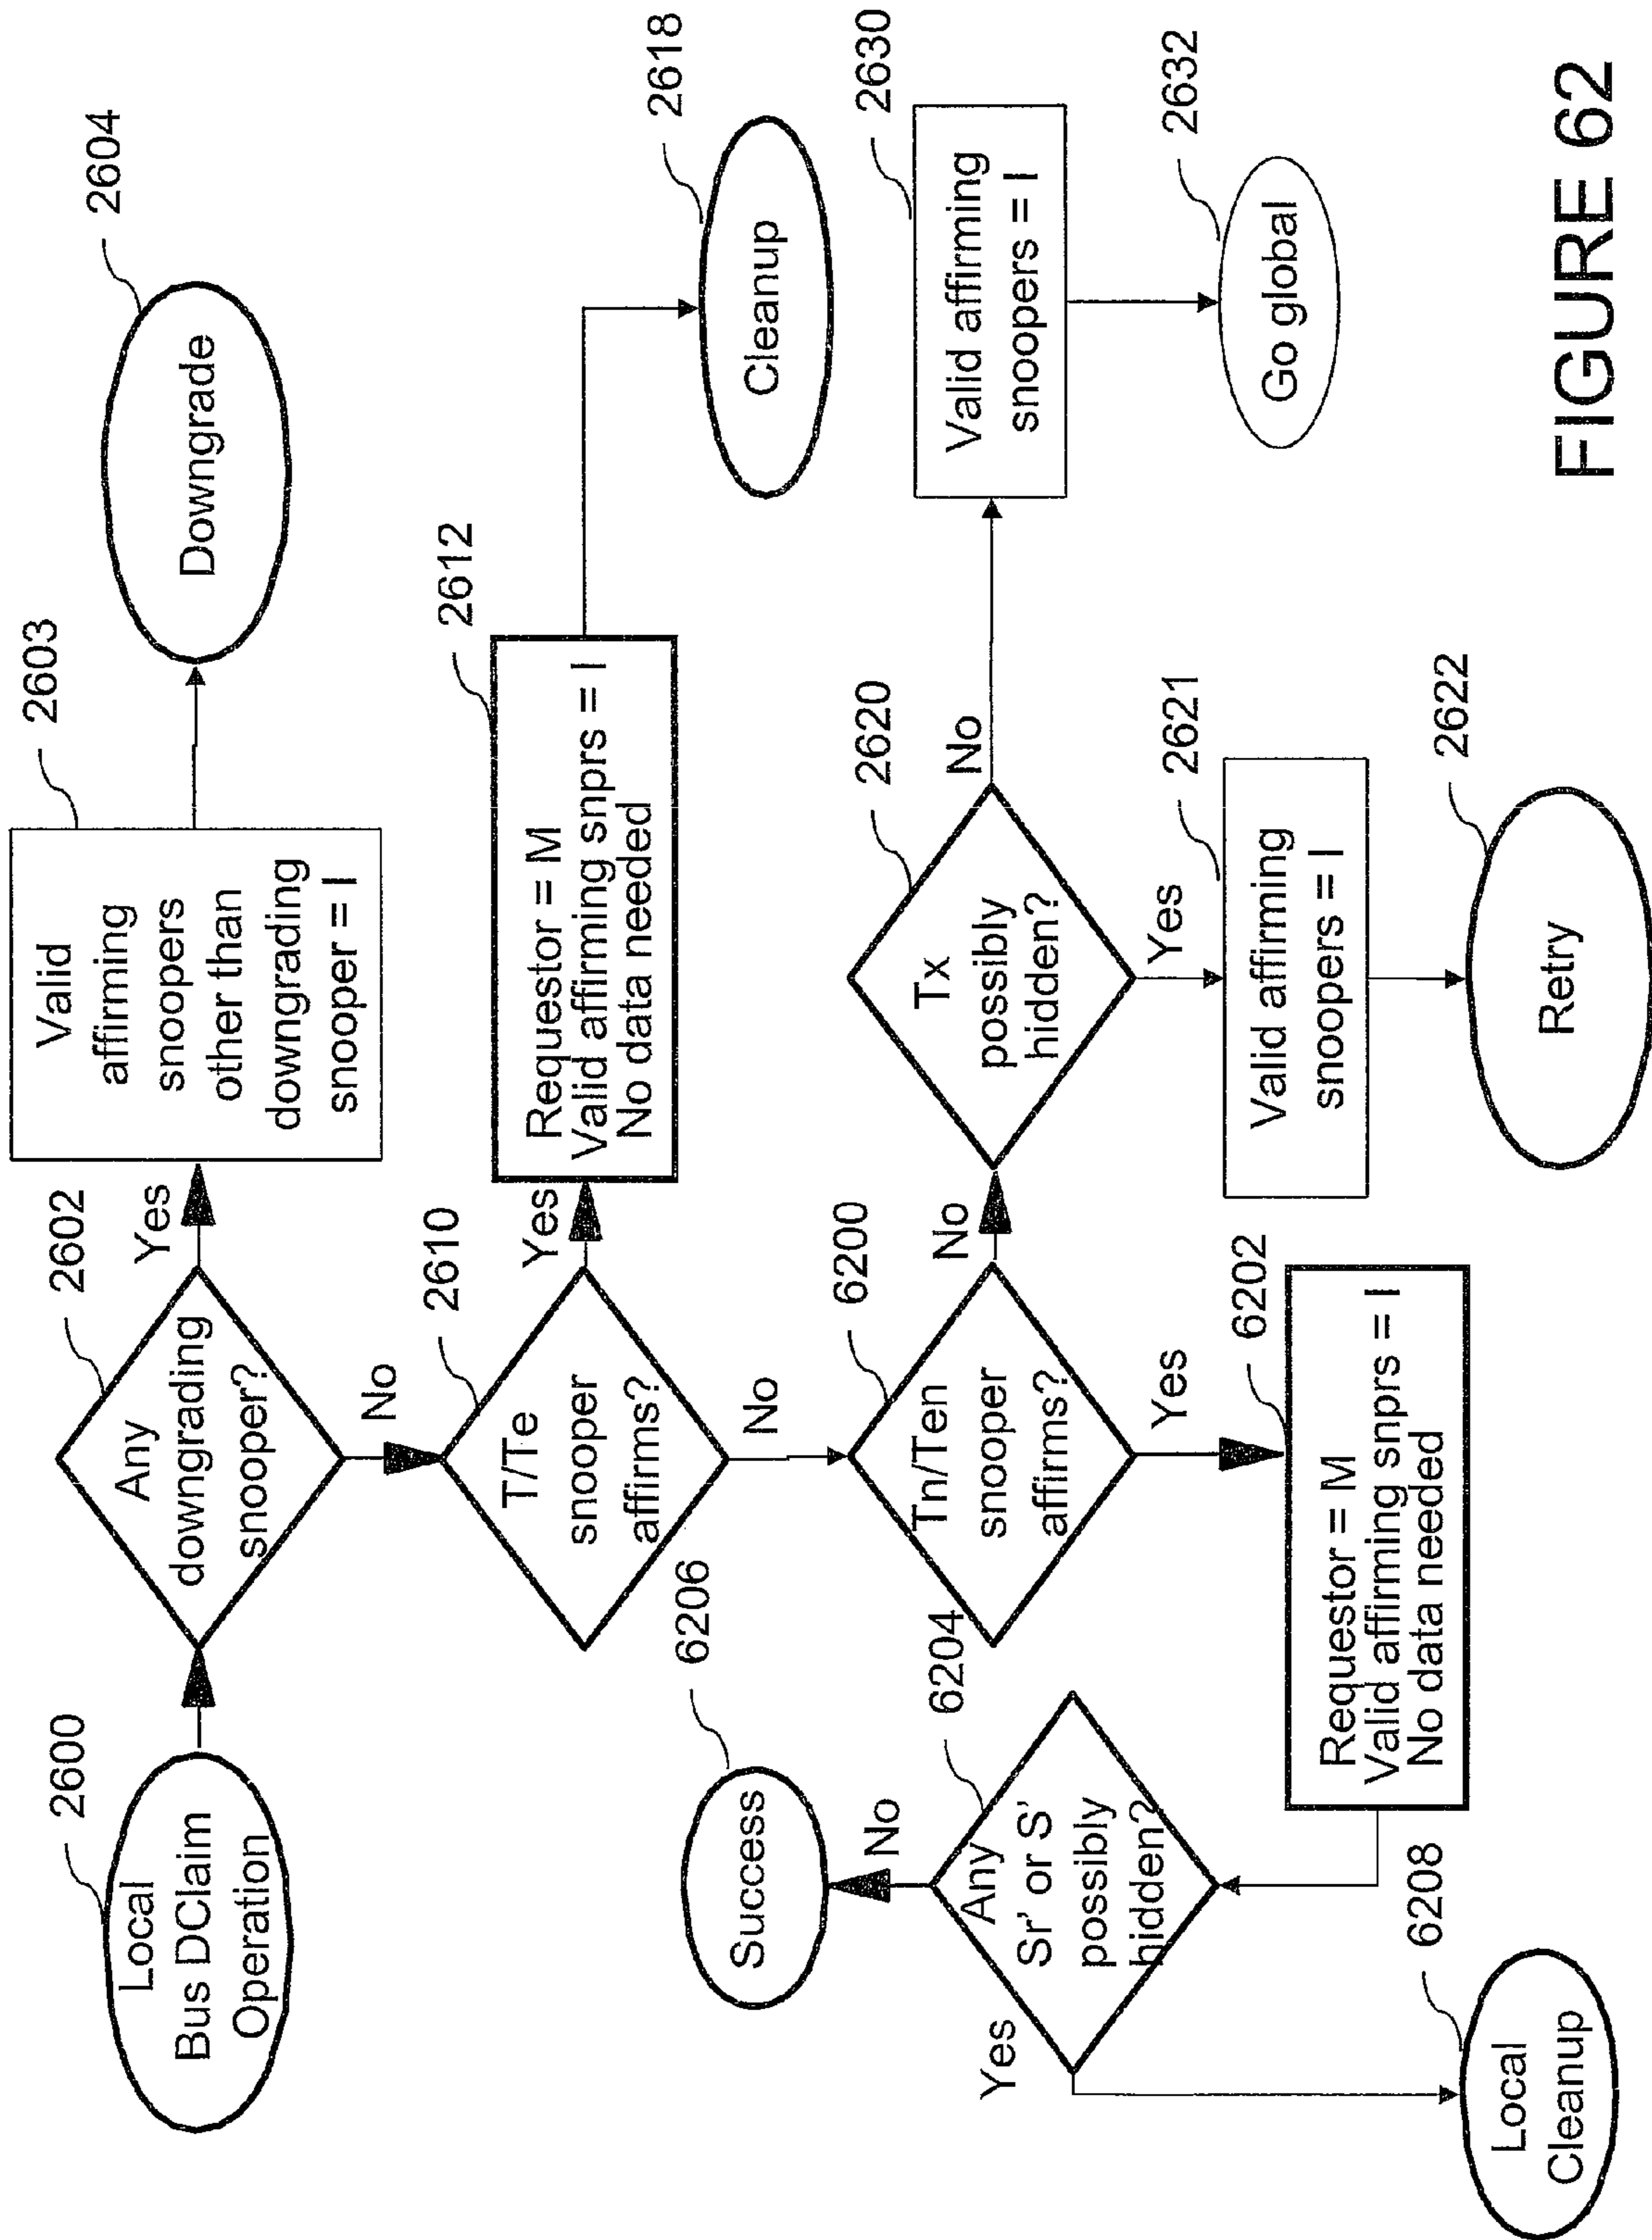 2600
Local
Bus DClaim
Operation
2602
Any
downgrading
snooper?
Yes
No
2603
Valid
affirming
snoopers
other than
downgrading
snooper = I
2604
Downgrade
2610
T/Te
snooper
affirms?
Yes
No
2612
Requestor = M
Valid affirming snprs = I
No data needed
2618
Cleanup
6200
Tn/Ten
snooper
affirms?
No
Yes
2620
Tx
possibly
hidden?
No
Yes
2630
Valid affirming
snoopers = I
2632
Go global
2621
Valid affirming
snoopers = I
2622
Retry
6202
Requestor = M
Valid affirming snprs = I
No data needed
6204
Any
Sr' or S'
possibly
hidden?
No
Yes
6206
Success
6208
Local
Cleanup
FIGURE 62